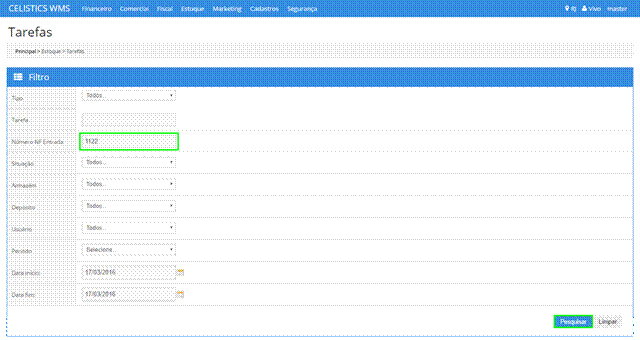 CELISTICS WMS Financeiro Comercial Fiscal Estoque Marketing Cadastros Segurança RJ Vivo master
Tarefas
Principal > Estoque > Tarefas
Filtro
Tipo Todos...
Tarefa
Número NF Entrada 1122
Situação Todos...
Armazém Todos...
Depósito Todos...
Usuário Todos...
Período Selecione...
Data início 17/03/2016
Data fim 17/03/2016
Pesquisar Limpar